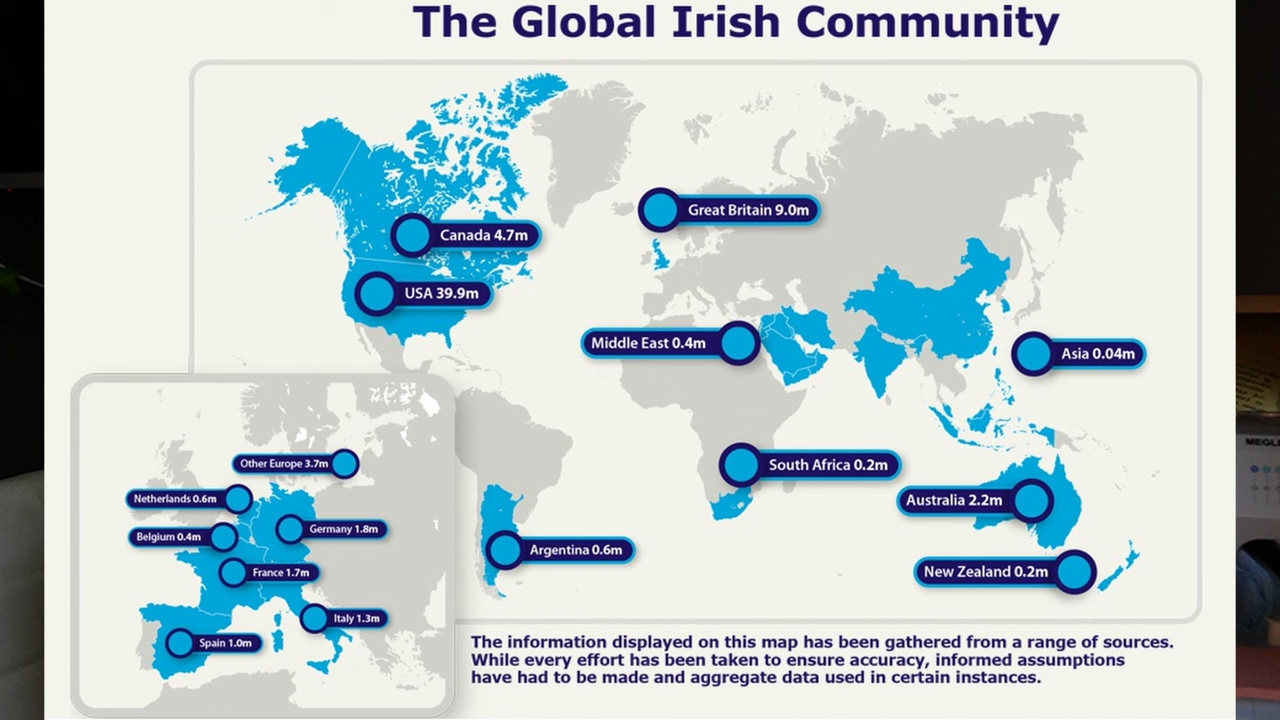 The Global Irish Community
Great Britain 9.0m
Canada 4.7m
USA 39.9m
Middle East 0.4m
Asia 0.04m
South Africa 0.2m
Australia 2.2m
Argentina 0.6m
New Zealand 0.2m
Other Europe 3.7m
Netherlands 0.6m
Germany 1.8m
Belgium 0.4m
France 1.7m
Italy 1.3m
Spain 1.0m
The information displayed on this map has been gathered from a range of sources.
While every effort has been taken to ensure accuracy, informed assumptions
have had to be made and aggregate data used in certain instances.
MEGLI